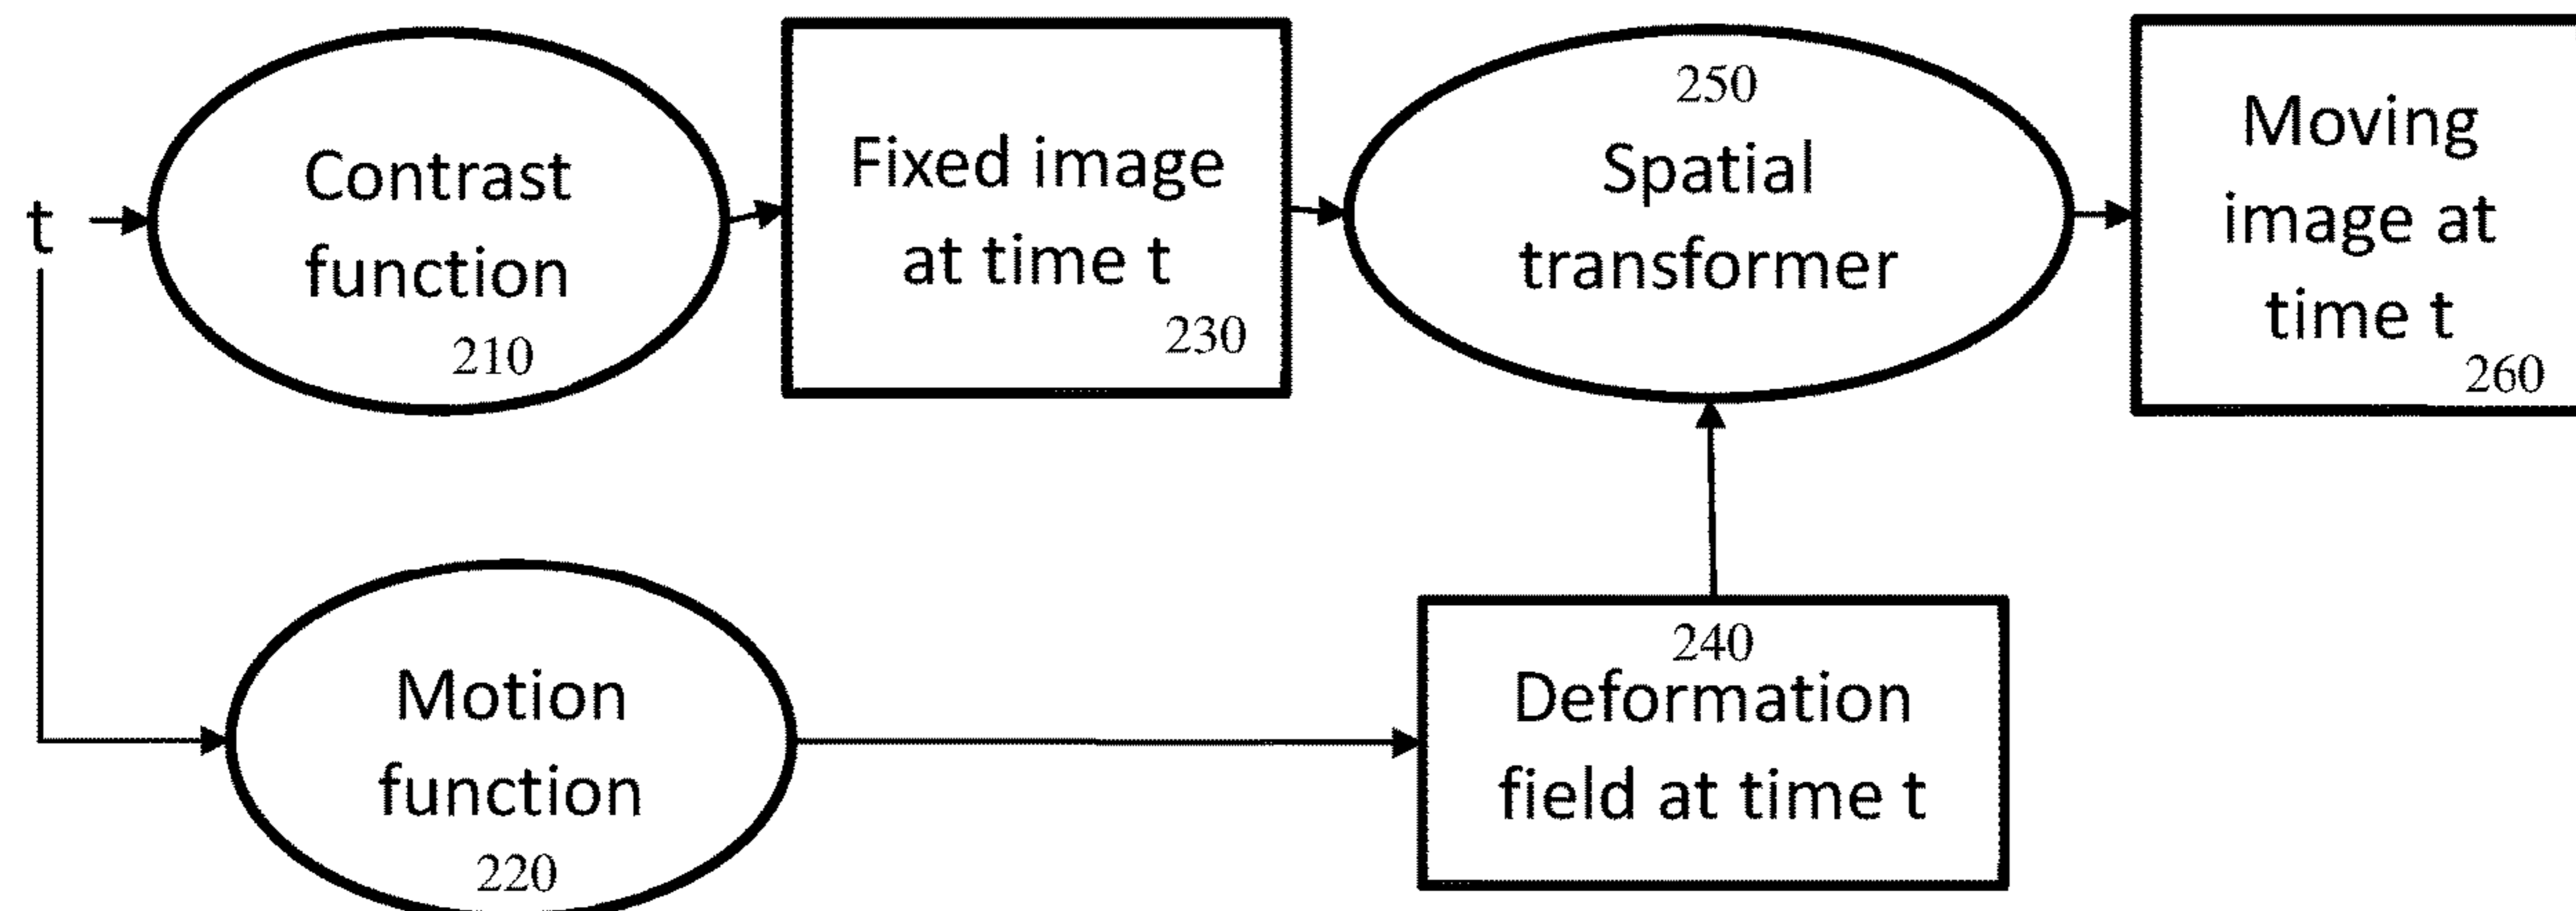 t
Contrast
function
210
Fixed image
at time t
230
250
Spatial
transformer
Moving
image at
time t
260
Motion
function
220
240
Deformation
field at time t